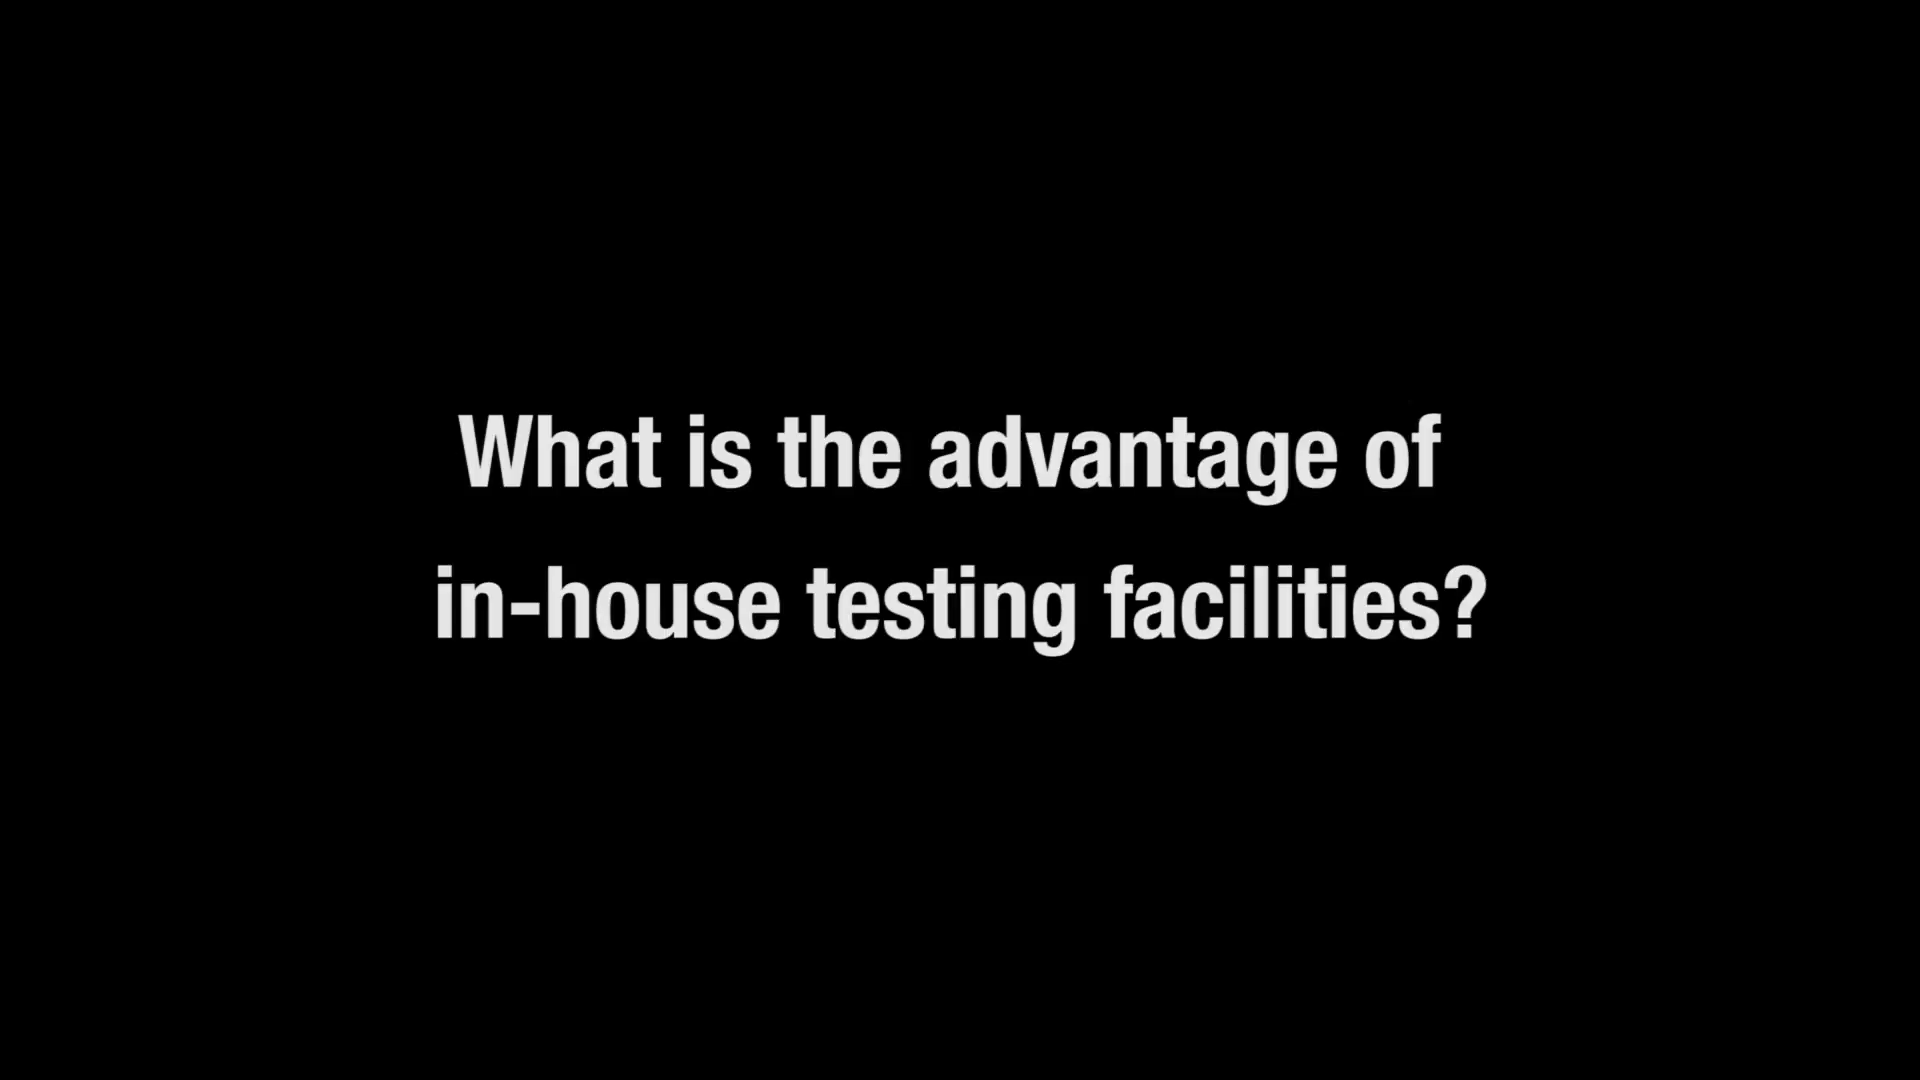 What is the advantage of
in-house testing facilities?